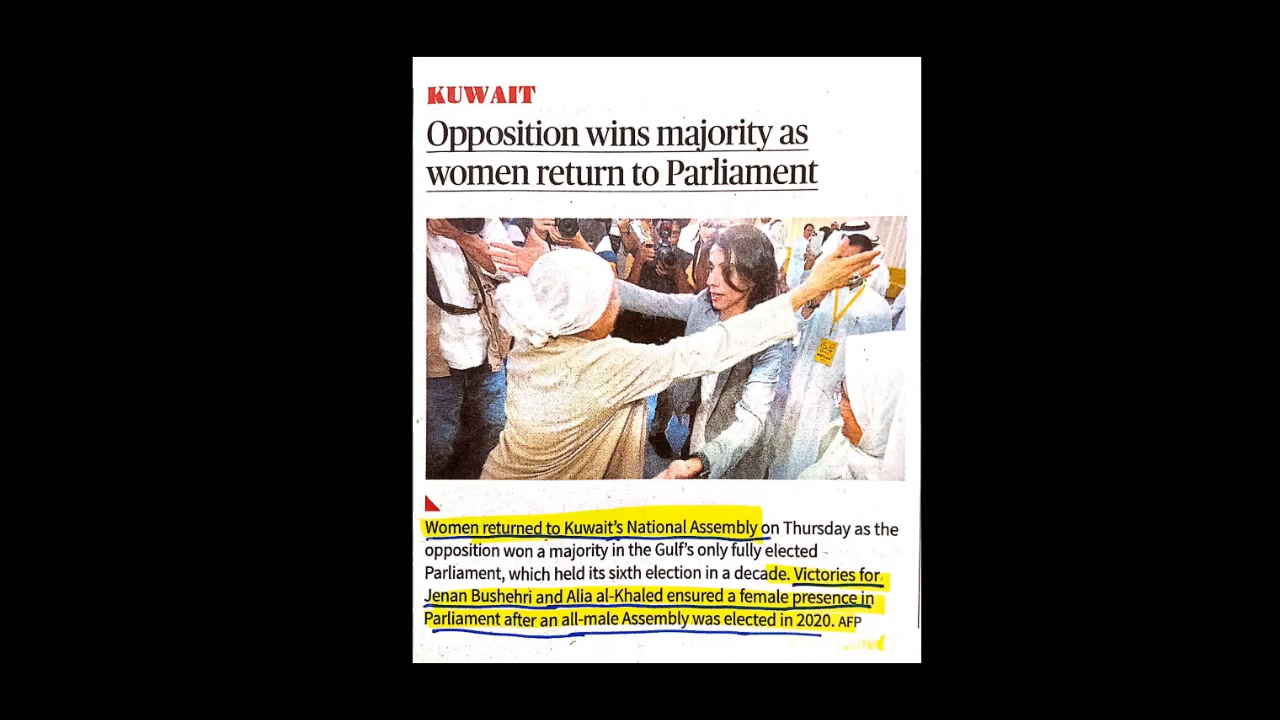 KUWAIT
Opposition wins majority as
women return to Parliament
Women returned to Kuwait's National Assembly on Thursday as the
opposition won a majority in the Gulf's only fully elected
Parliament, which held its sixth election in a decade. Victories for
Jenan Bushehri and Alia al-Khaled ensured a female presence in
Parliament after an all-male Assembly was elected in 2020. AFP